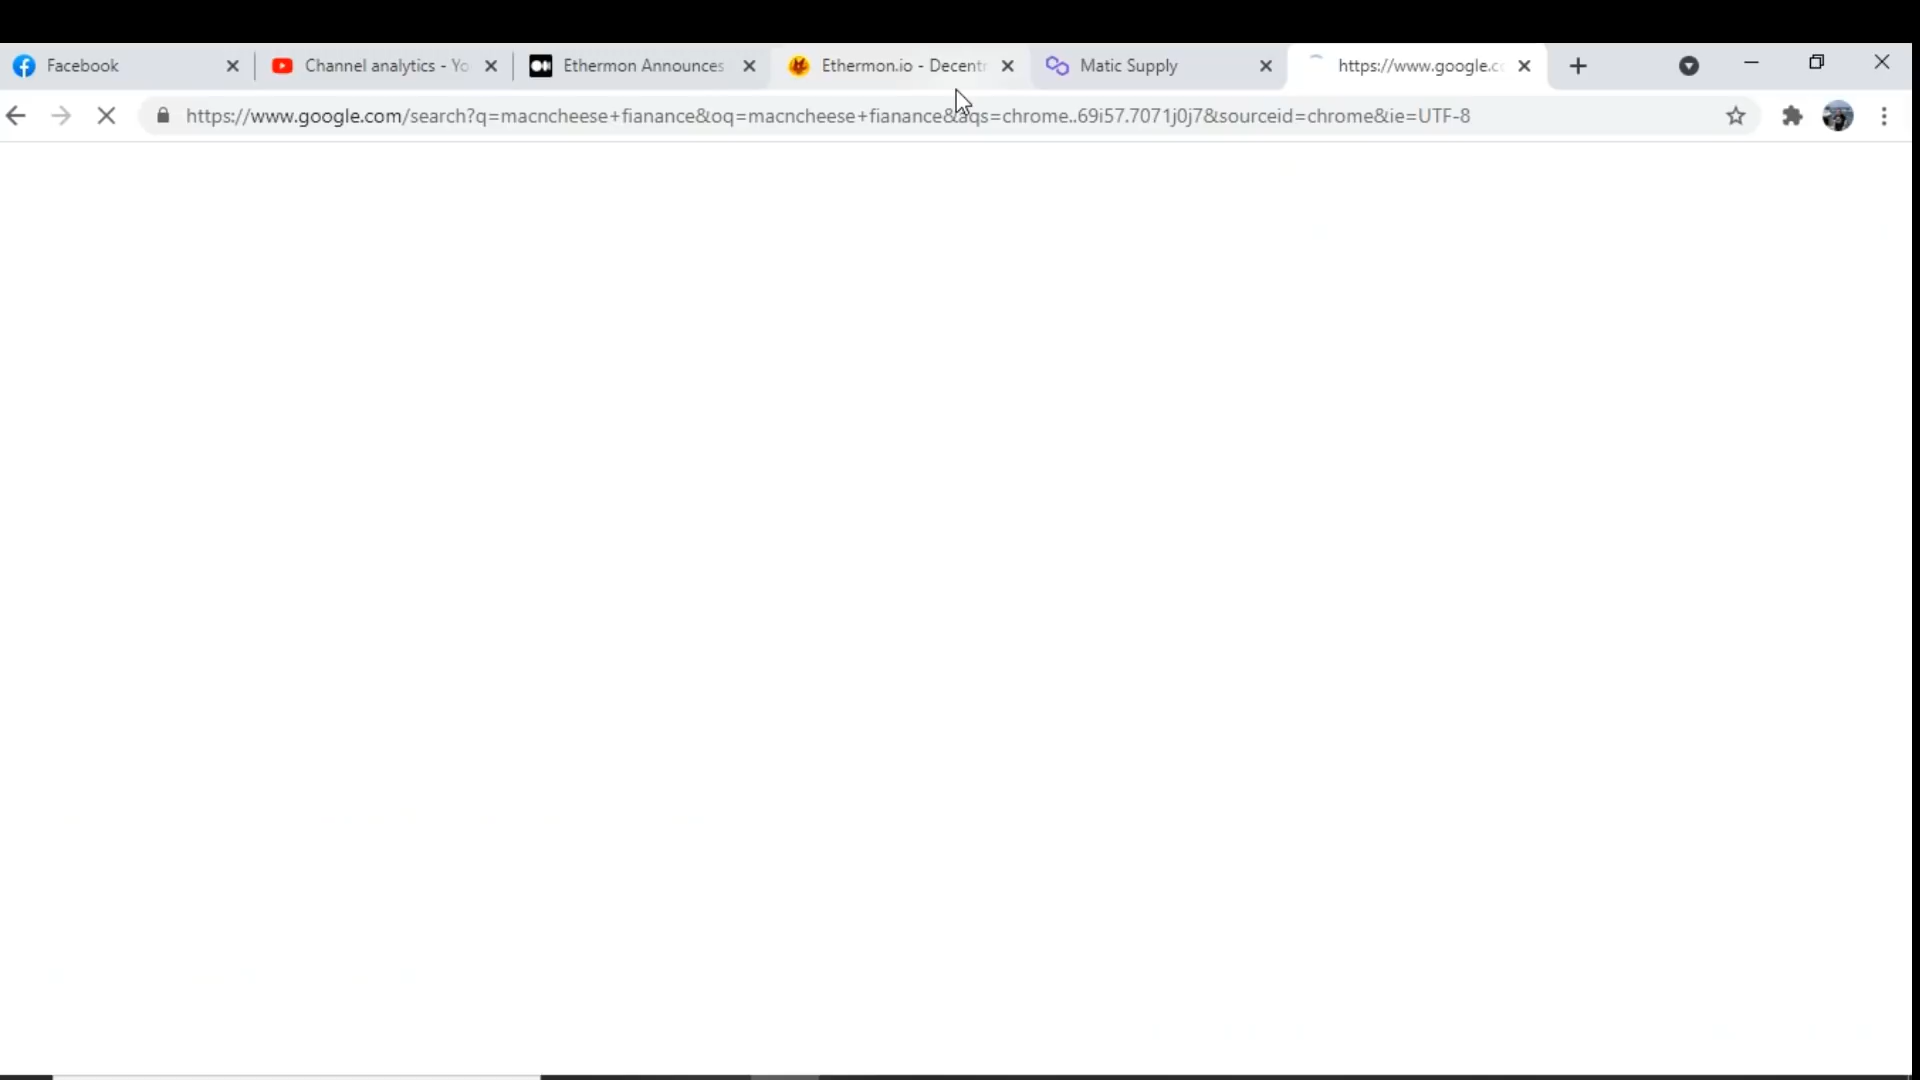 Facebook
Channel analytics - Yo
Ethermon Announces
Ethermon.io - Decentr
Matic Supply
https://www.google.c
https://www.google.com/search?q=macncheese+fianance&oq=macncheese+fianance&aqs=chrome..69i57.7071j0j7&sourceid=chrome&ie=UTF-8